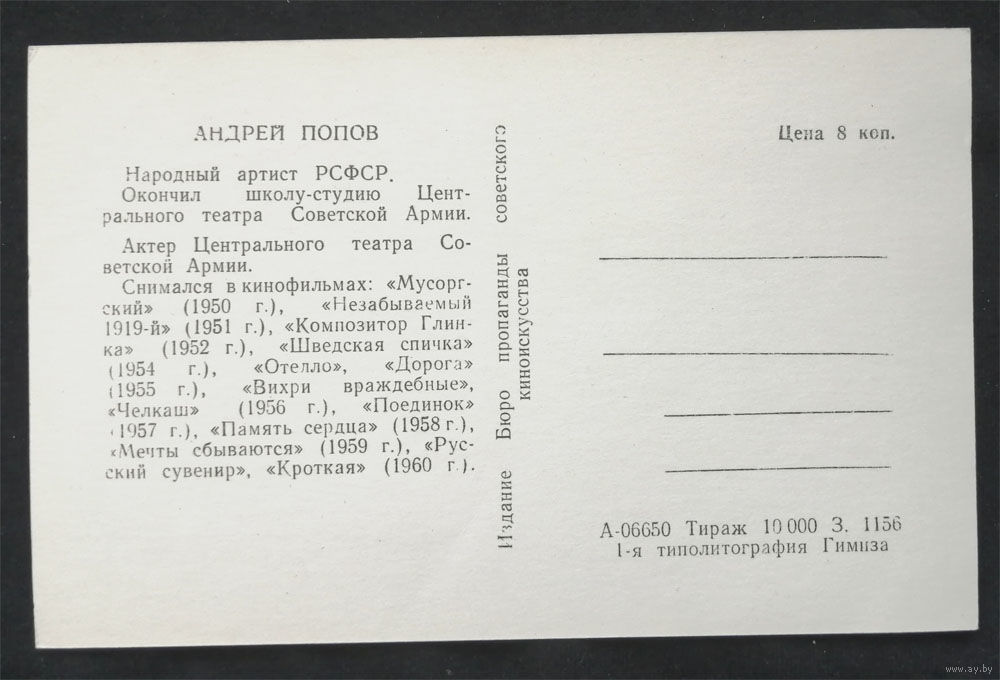 АНДРЕЙ ПОПОВ
Народный артист РСФСР.
Окончил школу-студию Цент-
рального театра Советской Армии.
Актер Центрального театра Со-
ветской Армии.
Снимался в кинофильмах: «Мусорг-
ский» (1950 г.), «Незабываемый
1919-й» (1951 г.), «Композитор Глин-
ка» (1952 г.), «Шведская спичка»
(1954 г.), «Отелло», «Дорога»
(1955 г.), «Вихри враждебные»,
«Челкаш» (1956 г.), «Поединок»
(1957 г.), «Память сердца» (1958 г.),
«Мечты сбываются» (1959 г.), «Рус-
ский сувенир», «Кроткая» (1960 г.).
Издание Бюро пропаганды советского
киноискусства
Цена 8 коп.
А-06650 Тираж 10 000 З. 1156
1-я типолитография Гимиза
www.ay.by